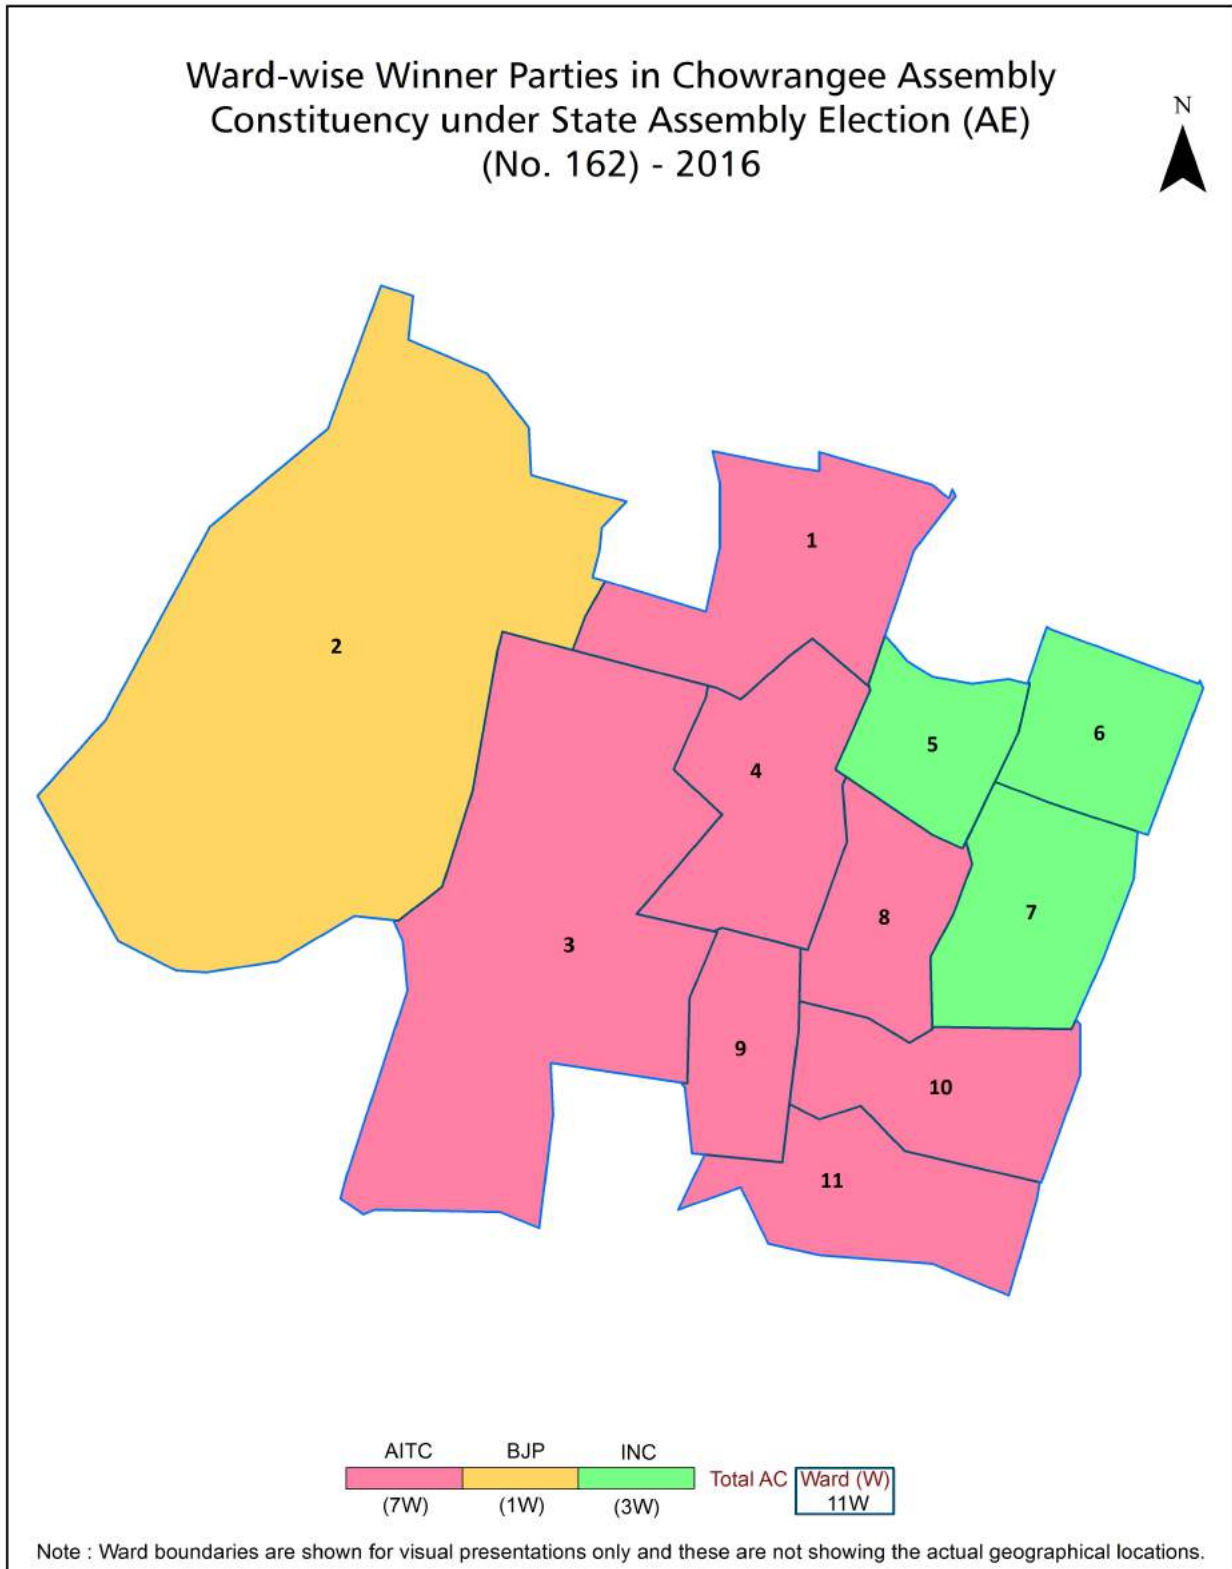 Ward-wise Winner Parties in Chowrangee Assembly
Constituency under State Assembly Election (AE)
(No. 162) - 2016
N
1
2
3
4
5
6
7
8
9
10
11
AITC BJP INC
Total AC Ward (W)
(7W) (1W) (3W) 11W
Note : Ward boundaries are shown for visual presentations only and these are not showing the actual geographical locations.